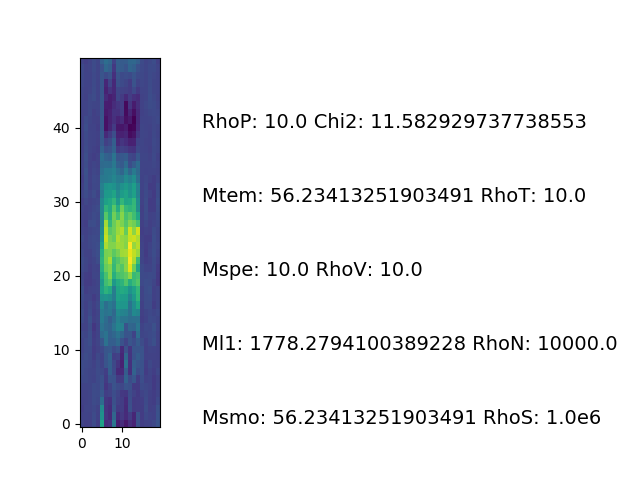 RhoP: 10.0 Chi2: 11.582929737738553
40
Mtem: 56.23413251903491 RhoT: 10.0
30
Mspe: 10.0 RhoV: 10.0
20
Ml1: 1778.2794100389228 RhoN: 10000.0
10
Msmo: 56.23413251903491 RhoS: 1.0e6
0
0 10